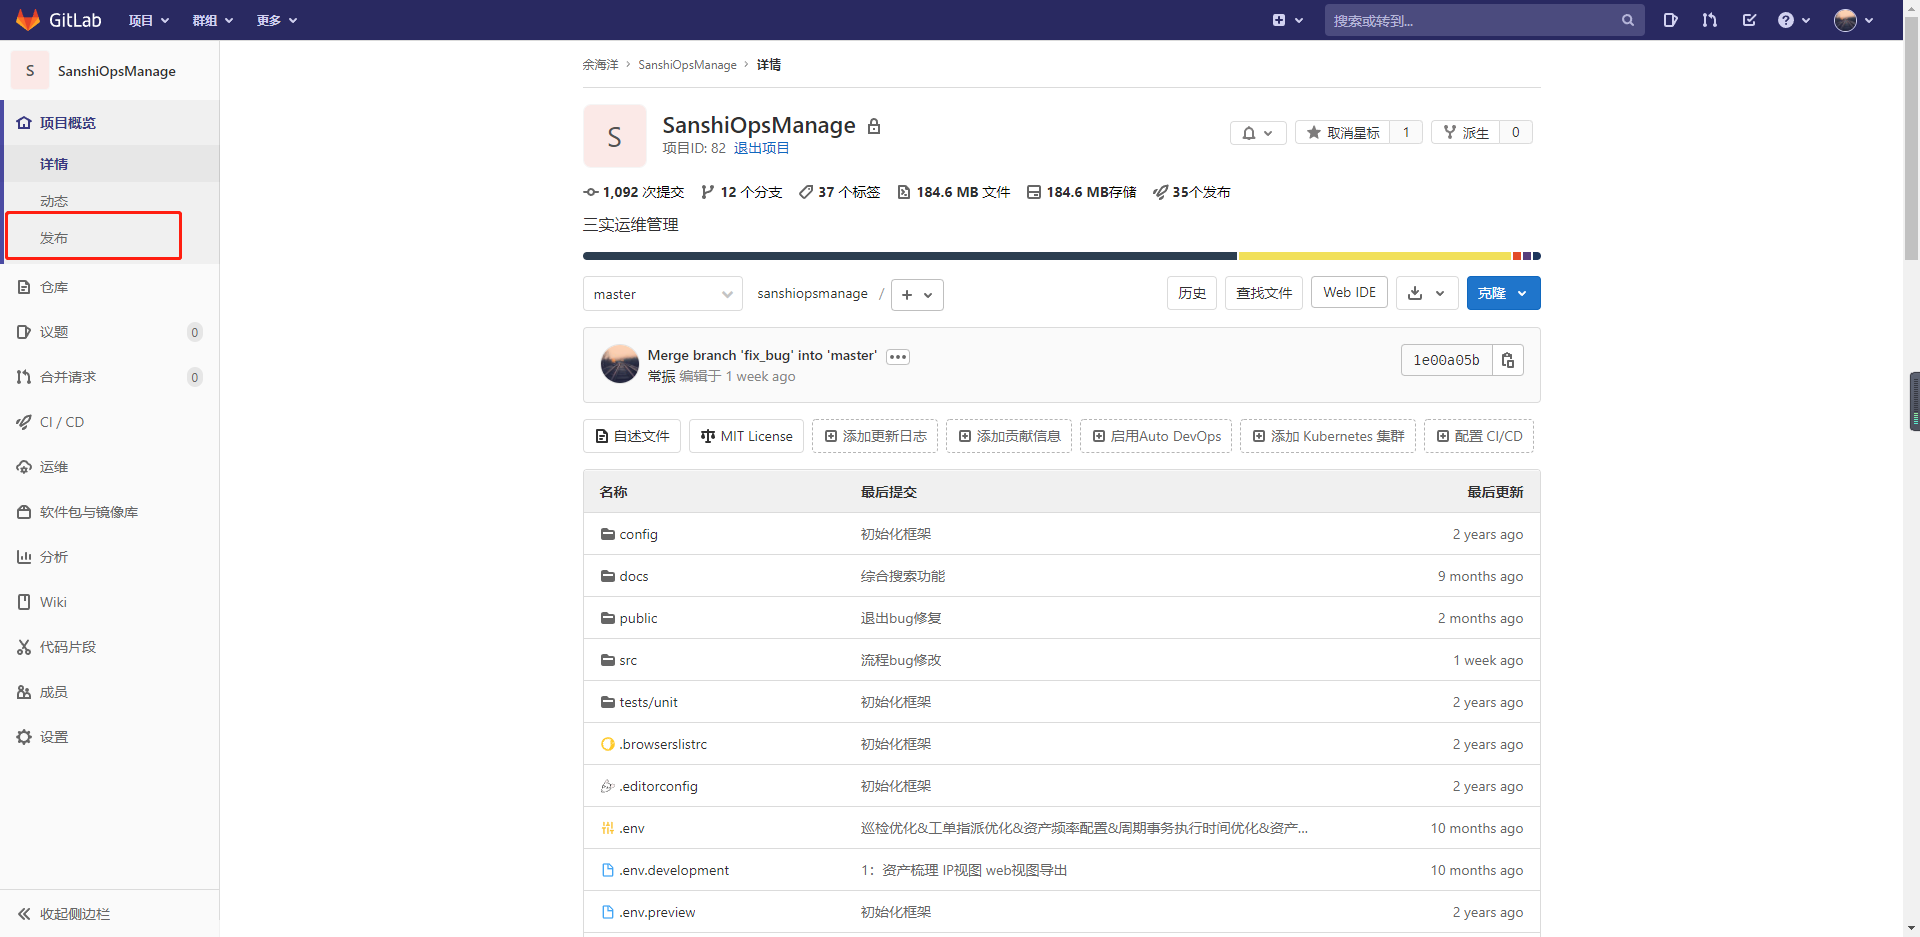 GitLab 项目 群组 更多 搜索或转到...
S SanshiOpsManage
项目概览
详情
动态
发布
仓库
议题 0
合并请求 0
CI / CD
运维
软件包与镜像库
分析
Wiki
代码片段
成员
设置
收起侧边栏
余海洋 › SanshiOpsManage › 详情
S
SanshiOpsManage
项目ID: 82 退出项目
取消星标 1 派生 0
1,092 次提交 12 个分支 37 个标签 184.6 MB 文件 184.6 MB存储 35个发布
三实运维管理
master sanshiopsmanage / + 历史 查找文件 Web IDE 克隆
Merge branch 'fix_bug' into 'master'
常振 编辑于 1 week ago
1e00a05b
自述文件 MIT License 添加更新日志 添加贡献信息 启用Auto DevOps 添加 Kubernetes 集群 配置 CI/CD
名称 最后提交 最后更新
config 初始化框架 2 years ago
docs 综合搜索功能 9 months ago
public 退出bug修复 2 months ago
src 流程bug修改 1 week ago
tests/unit 初始化框架 2 years ago
.browserslistrc 初始化框架 2 years ago
.editorconfig 初始化框架 2 years ago
.env 巡检优化&工单指派优化&资产频率配置&周期事务执行时间优化&资产... 10 months ago
.env.development 1：资产梳理 IP视图 web视图导出 10 months ago
.env.preview 初始化框架 2 years ago